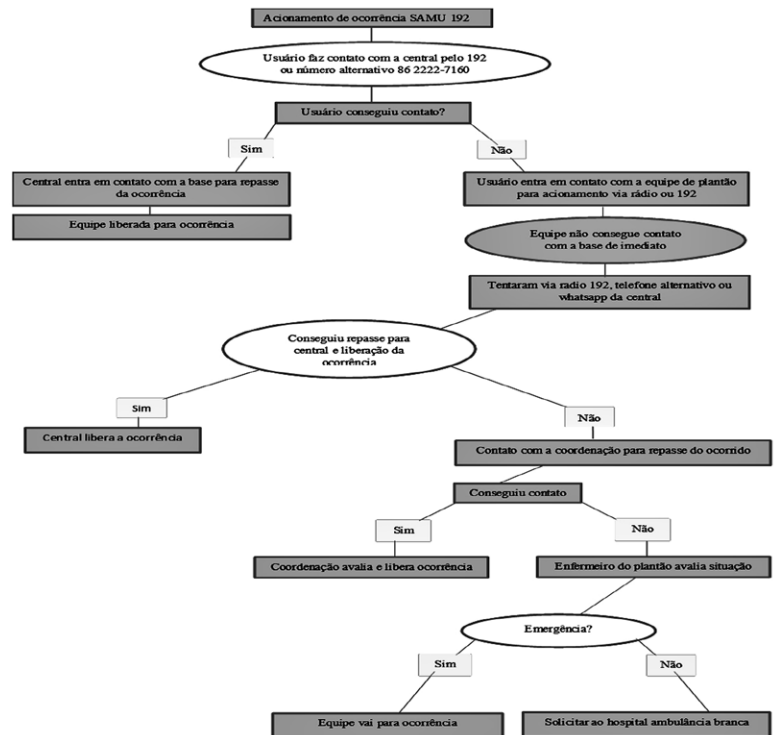 Acionamento de ocorrência SAMU 192
Usuário faz contato com a central pelo 192
ou número alternativo 86 2222-7160
Usuário conseguiu contato?
Sim
Não
Central entra em contato com a base para repasse
da ocorrência
Equipe liberada para ocorrência
Usuário entra em contato com a equipe de plantão
para acionamento via rádio ou 192
Equipe não consegue contato
com a base de imediato
Tentaram via radio 192, telefone alternativo ou
whatsapp da central
Conseguiu repasse para
central e liberação da
ocorrência
Sim
Central libera a ocorrência
Não
Contato com a coordenação para repasse do ocorrido
Conseguiu contato
Sim
Não
Coordenação avalia e libera ocorrência
Enfermeiro do plantão avalia situação
Emergência?
Sim
Não
Equipe vai para ocorrência
Solicitar ao hospital ambulância branca